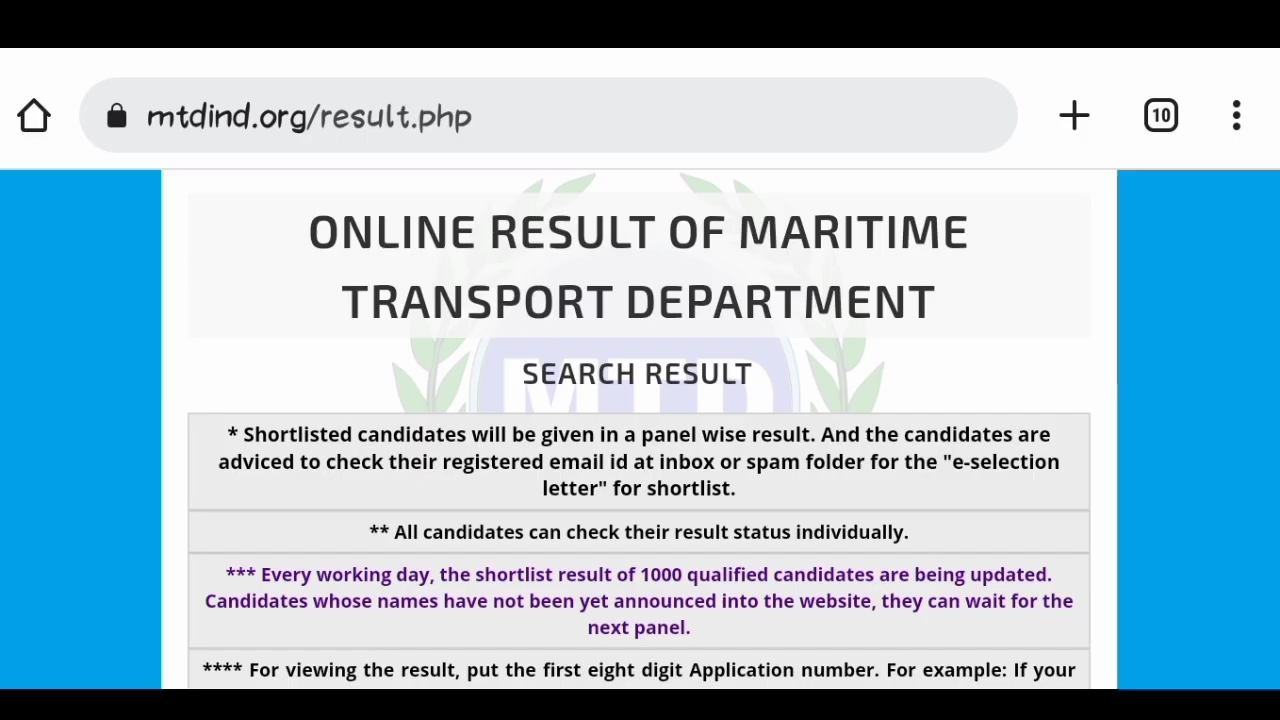 mtdind.org/result.php
10
ONLINE RESULT OF MARITIME
TRANSPORT DEPARTMENT
MTD
SEARCH RESULT
* Shortlisted candidates will be given in a panel wise result. And the candidates are
adviced to check their registered email id at inbox or spam folder for the "e-selection
letter" for shortlist.
** All candidates can check their result status individually.
*** Every working day, the shortlist result of 1000 qualified candidates are being updated.
Candidates whose names have not been yet announced into the website, they can wait for the
next panel.
**** For viewing the result, put the first eight digit Application number. For example: If your